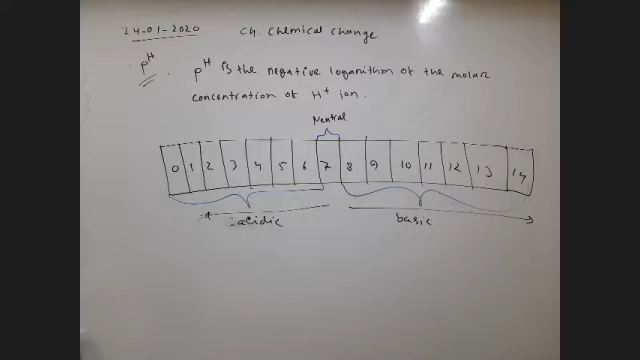 24-01-2020 Ch. Chemical Change
pH. pH is the negative logarithm of the molar
concentration of H+ ion.
Neutral
0 1 2 3 4 5 6 7 8 9 10 11 12 13 14
acidic basic